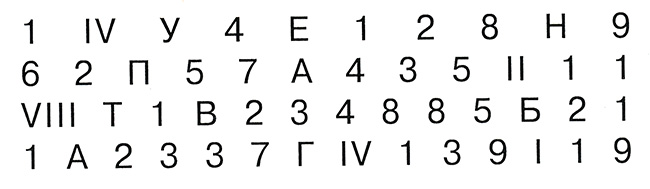 1 IV У 4 Е 1 2 8 Н 9
6 2 П 5 7 А 4 3 5 II 1 1
VIII Т 1 В 2 3 4 8 8 5 Б 2 1
1 А 2 3 3 7 Г IV 1 3 9 I 1 9